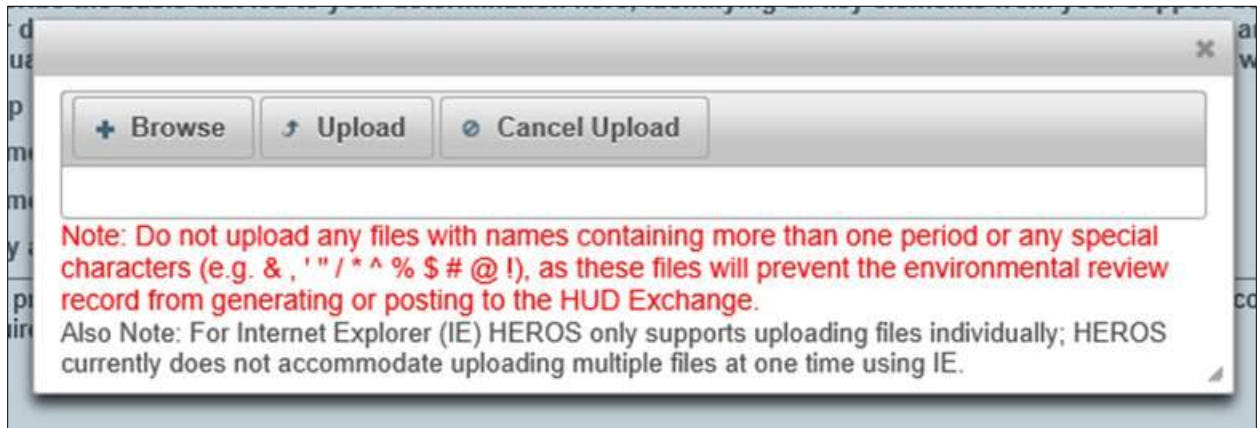 Browse Upload Cancel Upload
Note: Do not upload any files with names containing more than one period or any special
characters (e.g. & , ' " / * ^ % $ # @ !), as these files will prevent the environmental review
record from generating or posting to the HUD Exchange.
Also Note: For Internet Explorer (IE) HEROS only supports uploading files individually; HEROS
currently does not accommodate uploading multiple files at one time using IE.